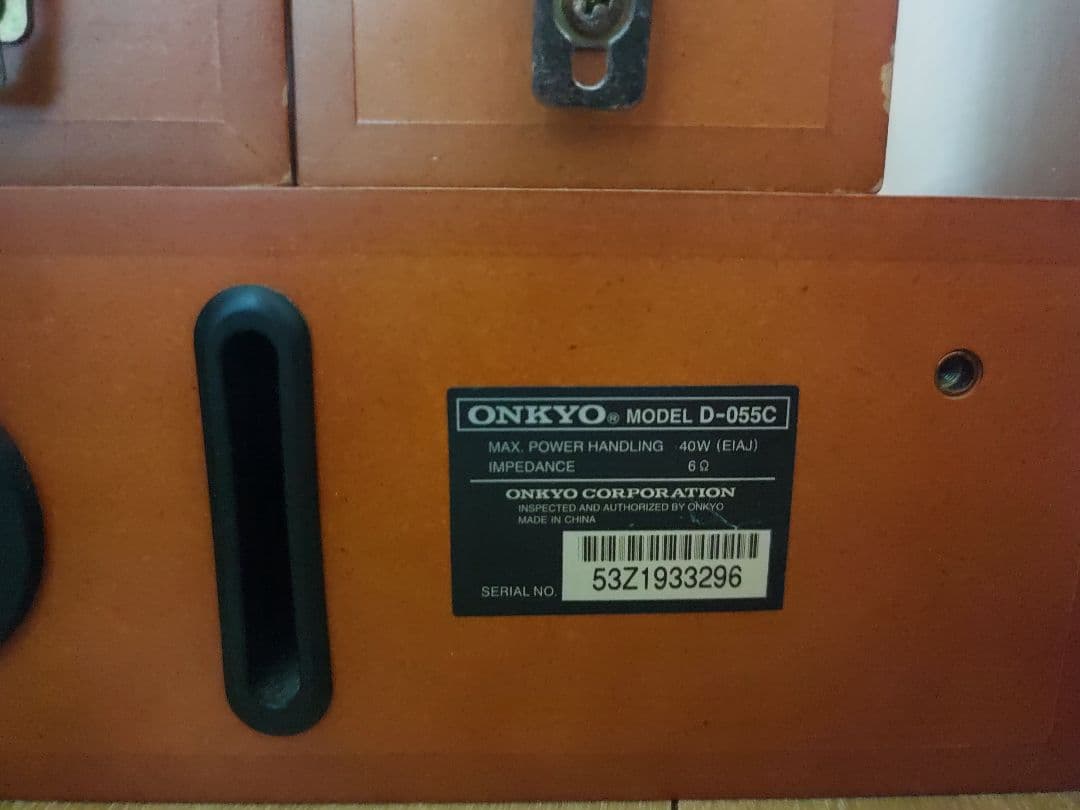 ONKYO® MODEL D-055C
MAX. POWER HANDLING 40W (EIAJ)
IMPEDANCE 6Ω
ONKYO CORPORATION
INSPECTED AND AUTHORIZED BY ONKYO
MADE IN CHINA
SERIAL NO. 53Z1933296